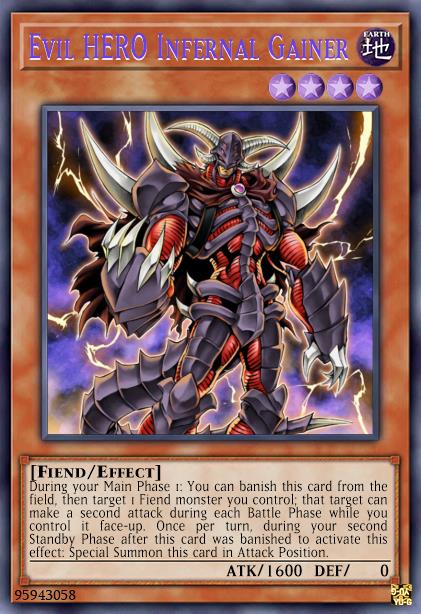 Evil HERO Infernal Gainer
EARTH
地
[Fiend/Effect]
During your Main Phase 1: You can banish this card from the
field, then target 1 Fiend monster you control; that target can
make a second attack during each Battle Phase while you
control it face-up. Once per turn, during your second
Standby Phase after this card was banished to activate this
effect: Special Summon this card in Attack Position.
ATK/1600 DEF/ 0
95943058